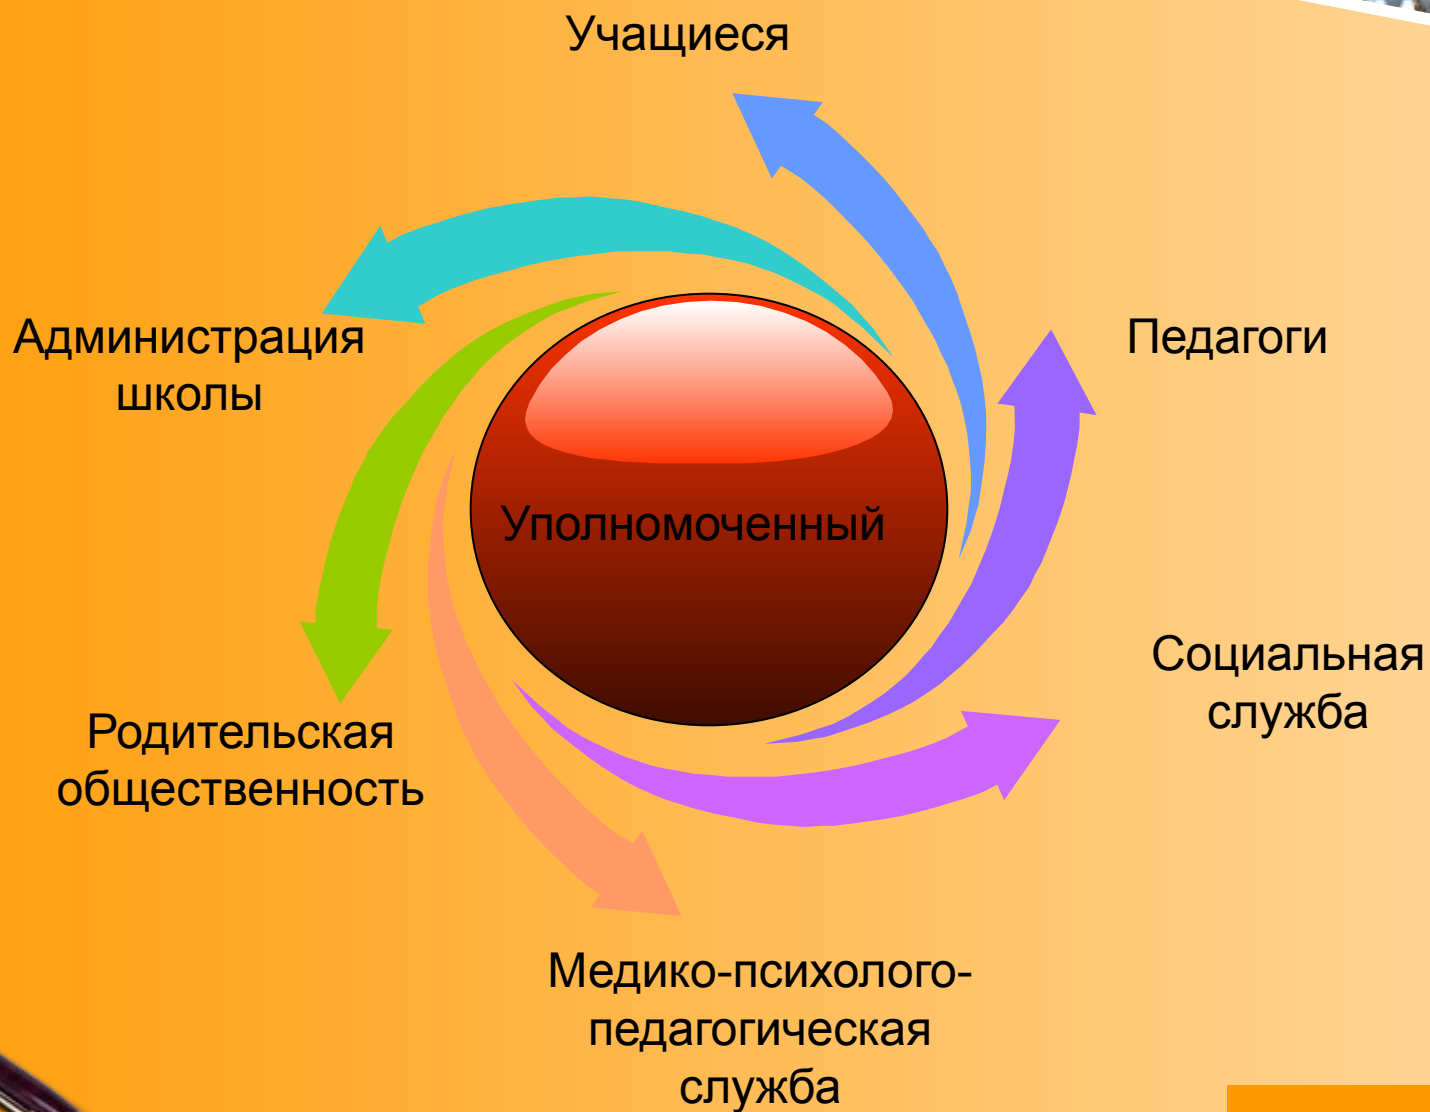 Учащиеся
Администрация
школы
Педагоги
Уполномоченный
Социальная
служба
Родительская
общественность
Медико-психолого-
педагогическая
служба